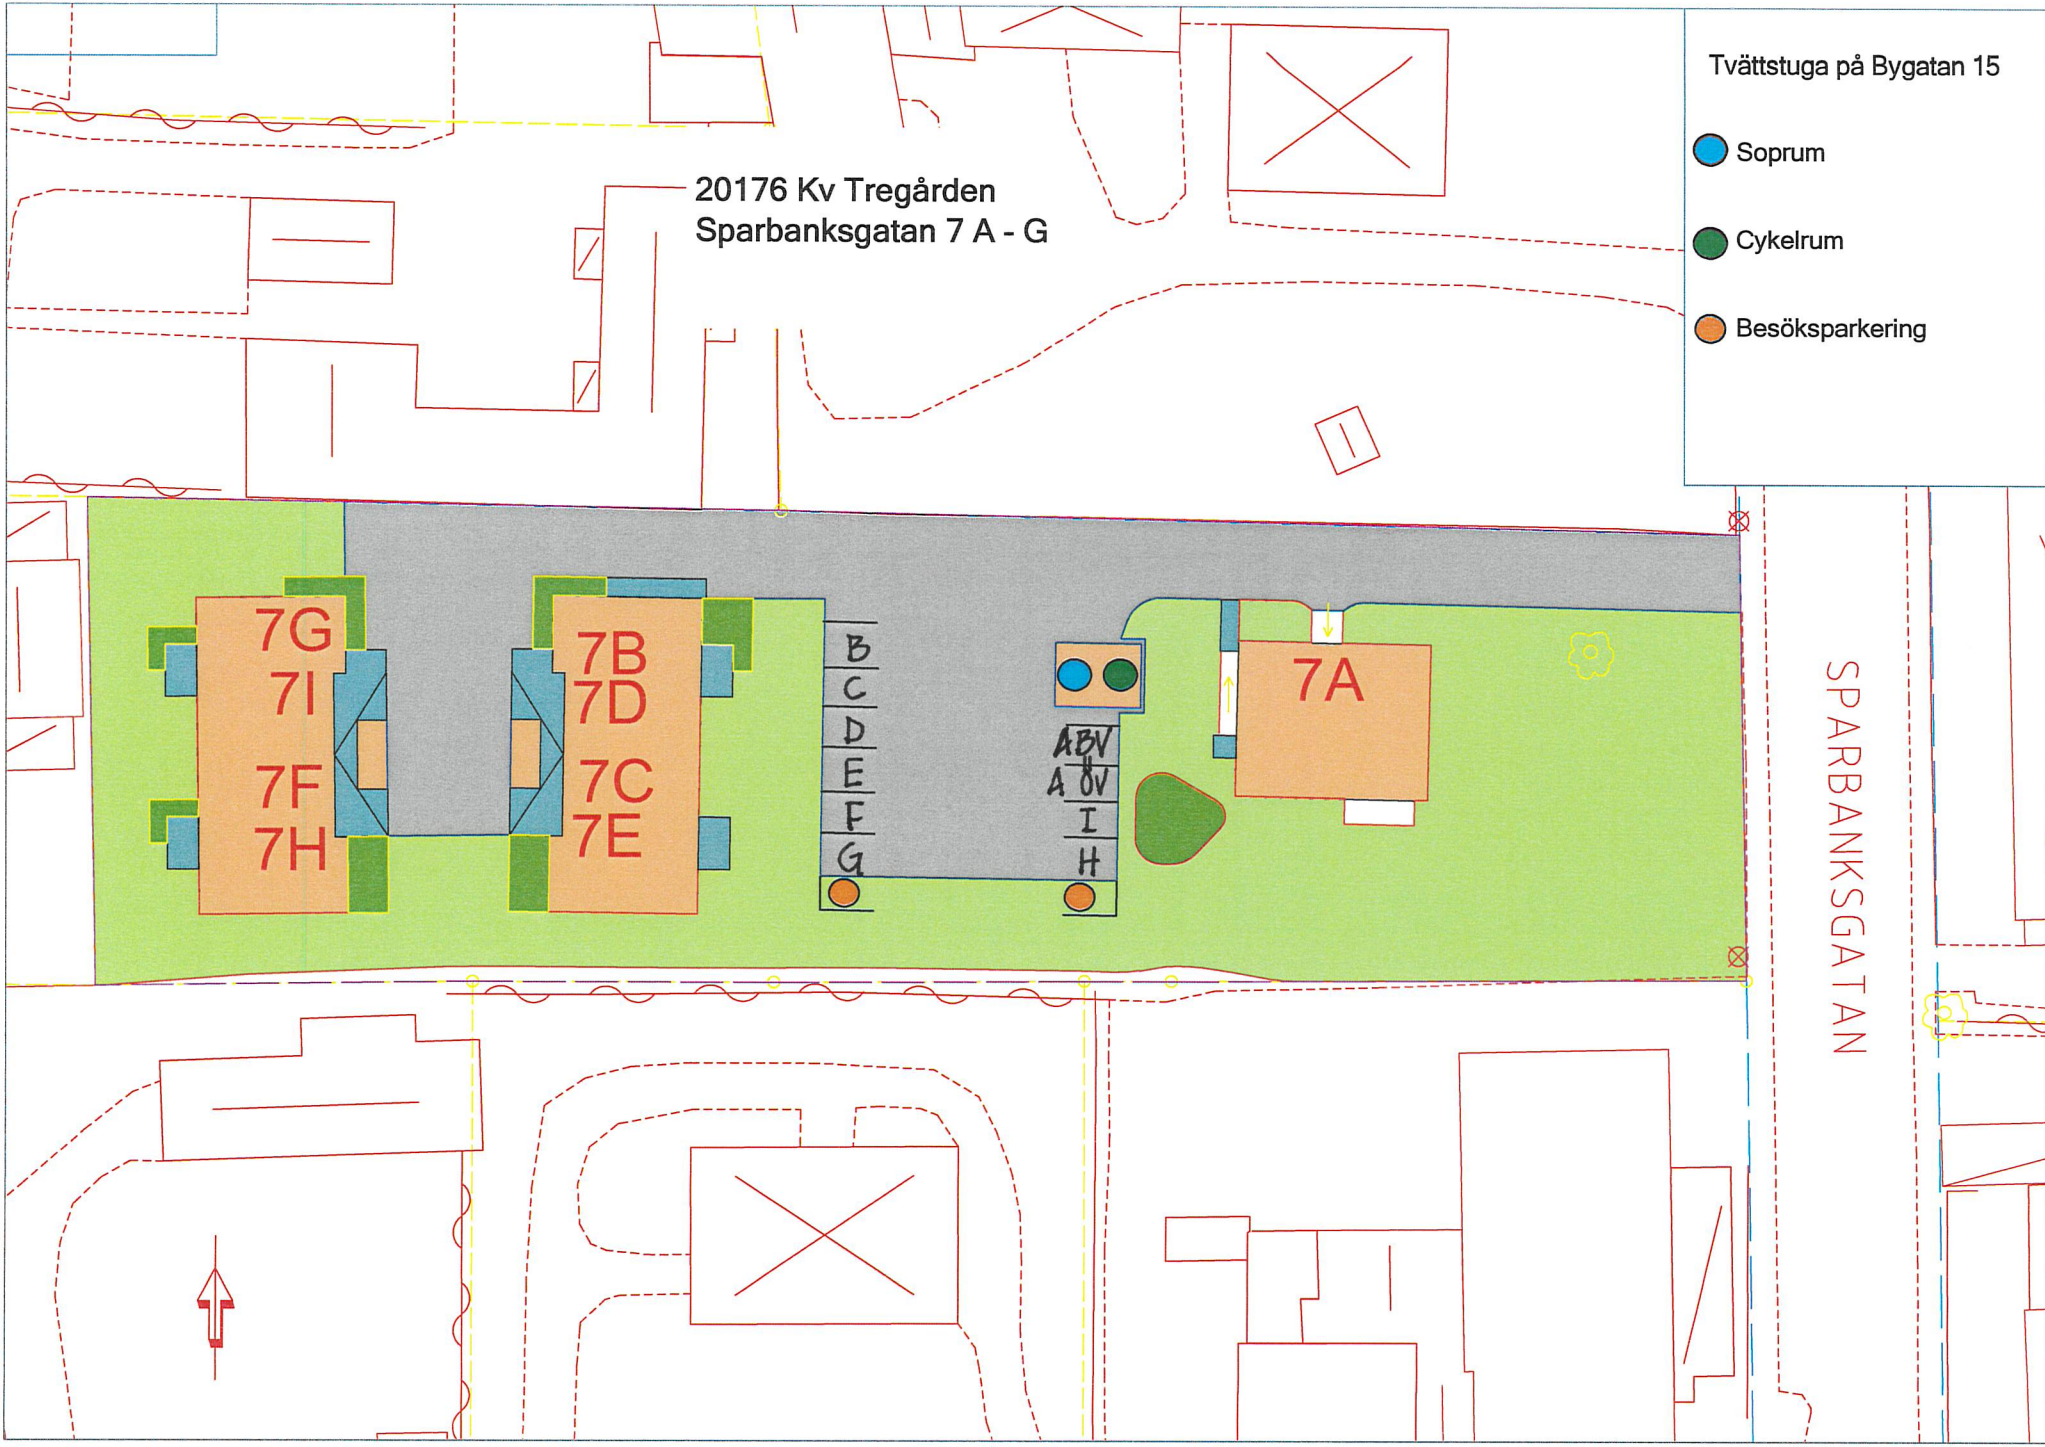 20176 Kv Tregården
Sparbanksgatan 7 A - G
Tvättstuga på Bygatan 15
Soprum
Cykelrum
Besöksparkering
7G
7I
7F
7H
7B
7D
7C
7E
B
C
D
E
F
G
ABV
A ÖV
I
H
7A
SPARBANKSGATAN